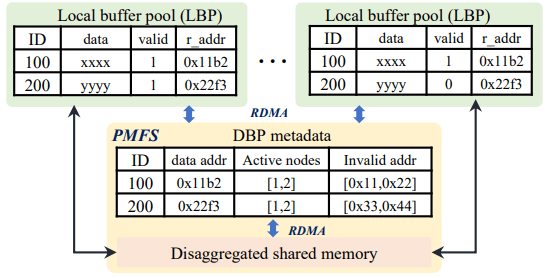 Local buffer pool (LBP)
ID data valid r_addr
100 xxxx 1 0x11b2
200 yyyy 1 0x22f3
...
Local buffer pool (LBP)
ID data valid r_addr
100 xxxx 1 0x11b2
200 yyyy 0 0x22f3
RDMA
PMFS DBP metadata
ID data addr Active nodes Invalid addr
100 0x11b2 [1,2] [0x11,0x22]
200 0x22f3 [1,2] [0x33,0x44]
RDMA
Disaggregated shared memory